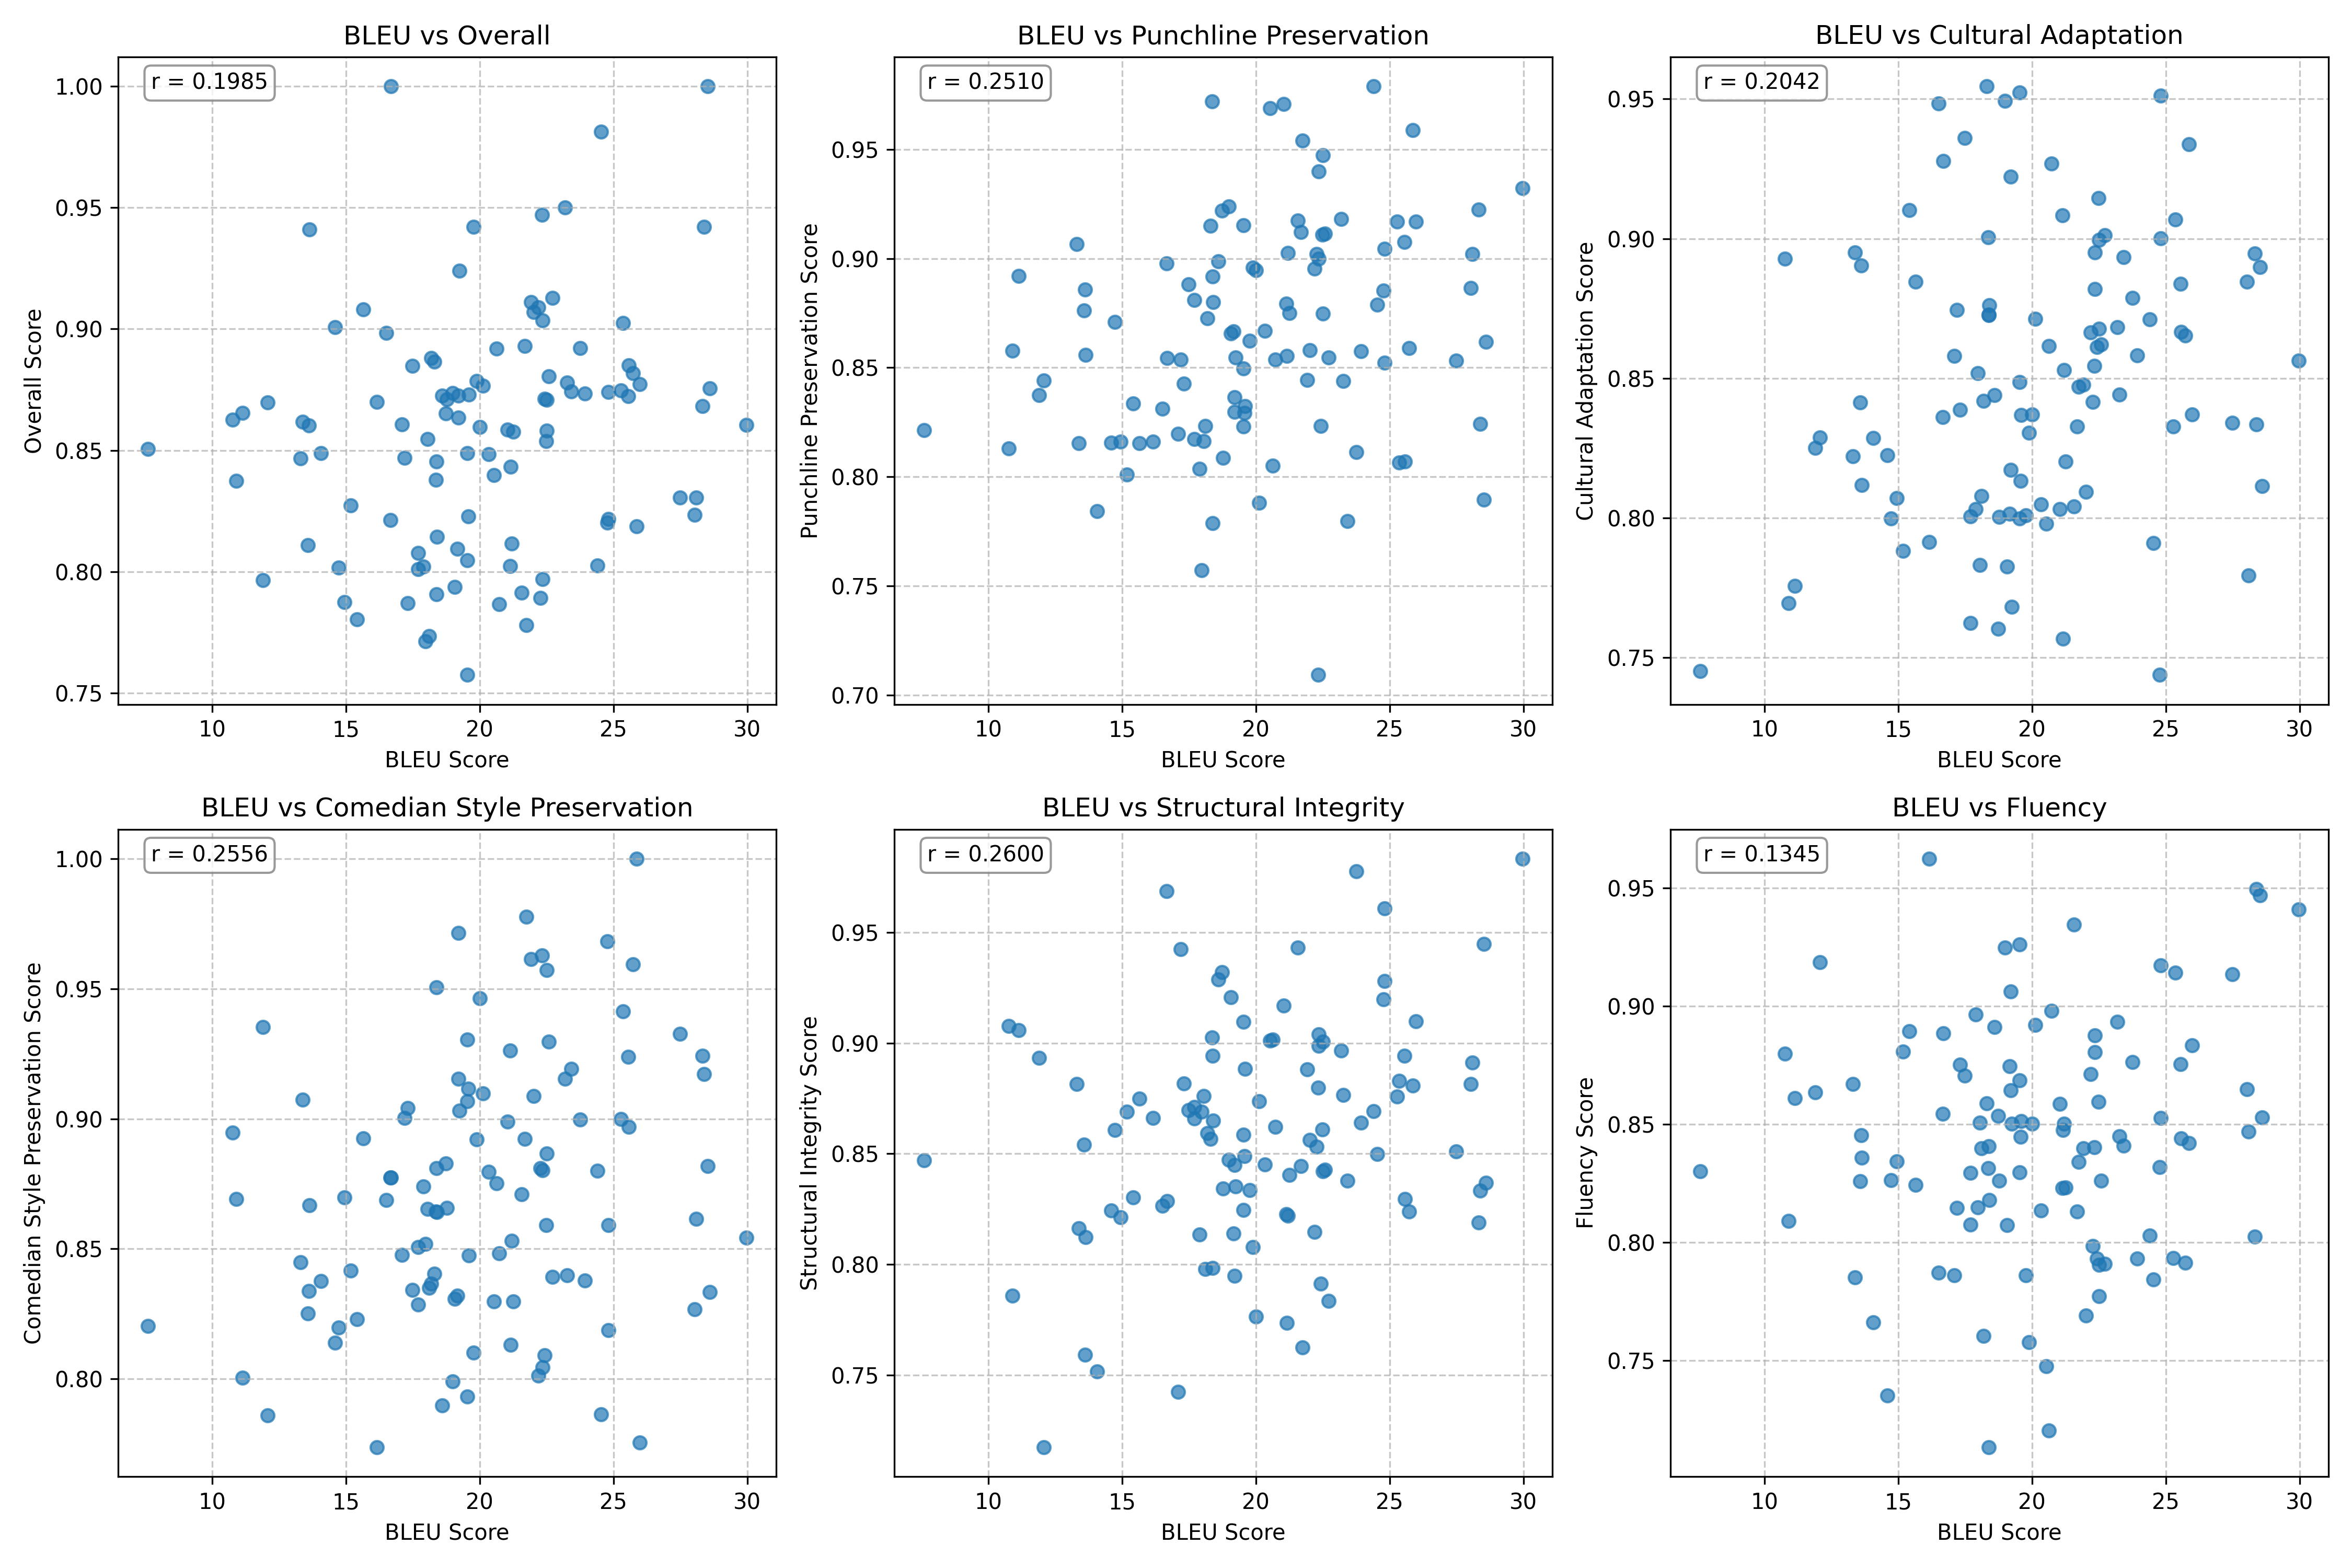 BLEU vs Overall
r = 0.1985
Overall Score
1.00
0.95
0.90
0.85
0.80
0.75
10 15 20 25 30
BLEU Score
BLEU vs Punchline Preservation
r = 0.2510
Punchline Preservation Score
0.95
0.90
0.85
0.80
0.75
0.70
10 15 20 25 30
BLEU Score
BLEU vs Cultural Adaptation
r = 0.2042
Cultural Adaptation Score
0.95
0.90
0.85
0.80
0.75
10 15 20 25 30
BLEU Score
BLEU vs Comedian Style Preservation
r = 0.2556
Comedian Style Preservation Score
1.00
0.95
0.90
0.85
0.80
10 15 20 25 30
BLEU Score
BLEU vs Structural Integrity
r = 0.2600
Structural Integrity Score
0.95
0.90
0.85
0.80
0.75
10 15 20 25 30
BLEU Score
BLEU vs Fluency
r = 0.1345
Fluency Score
0.95
0.90
0.85
0.80
0.75
10 15 20 25 30
BLEU Score